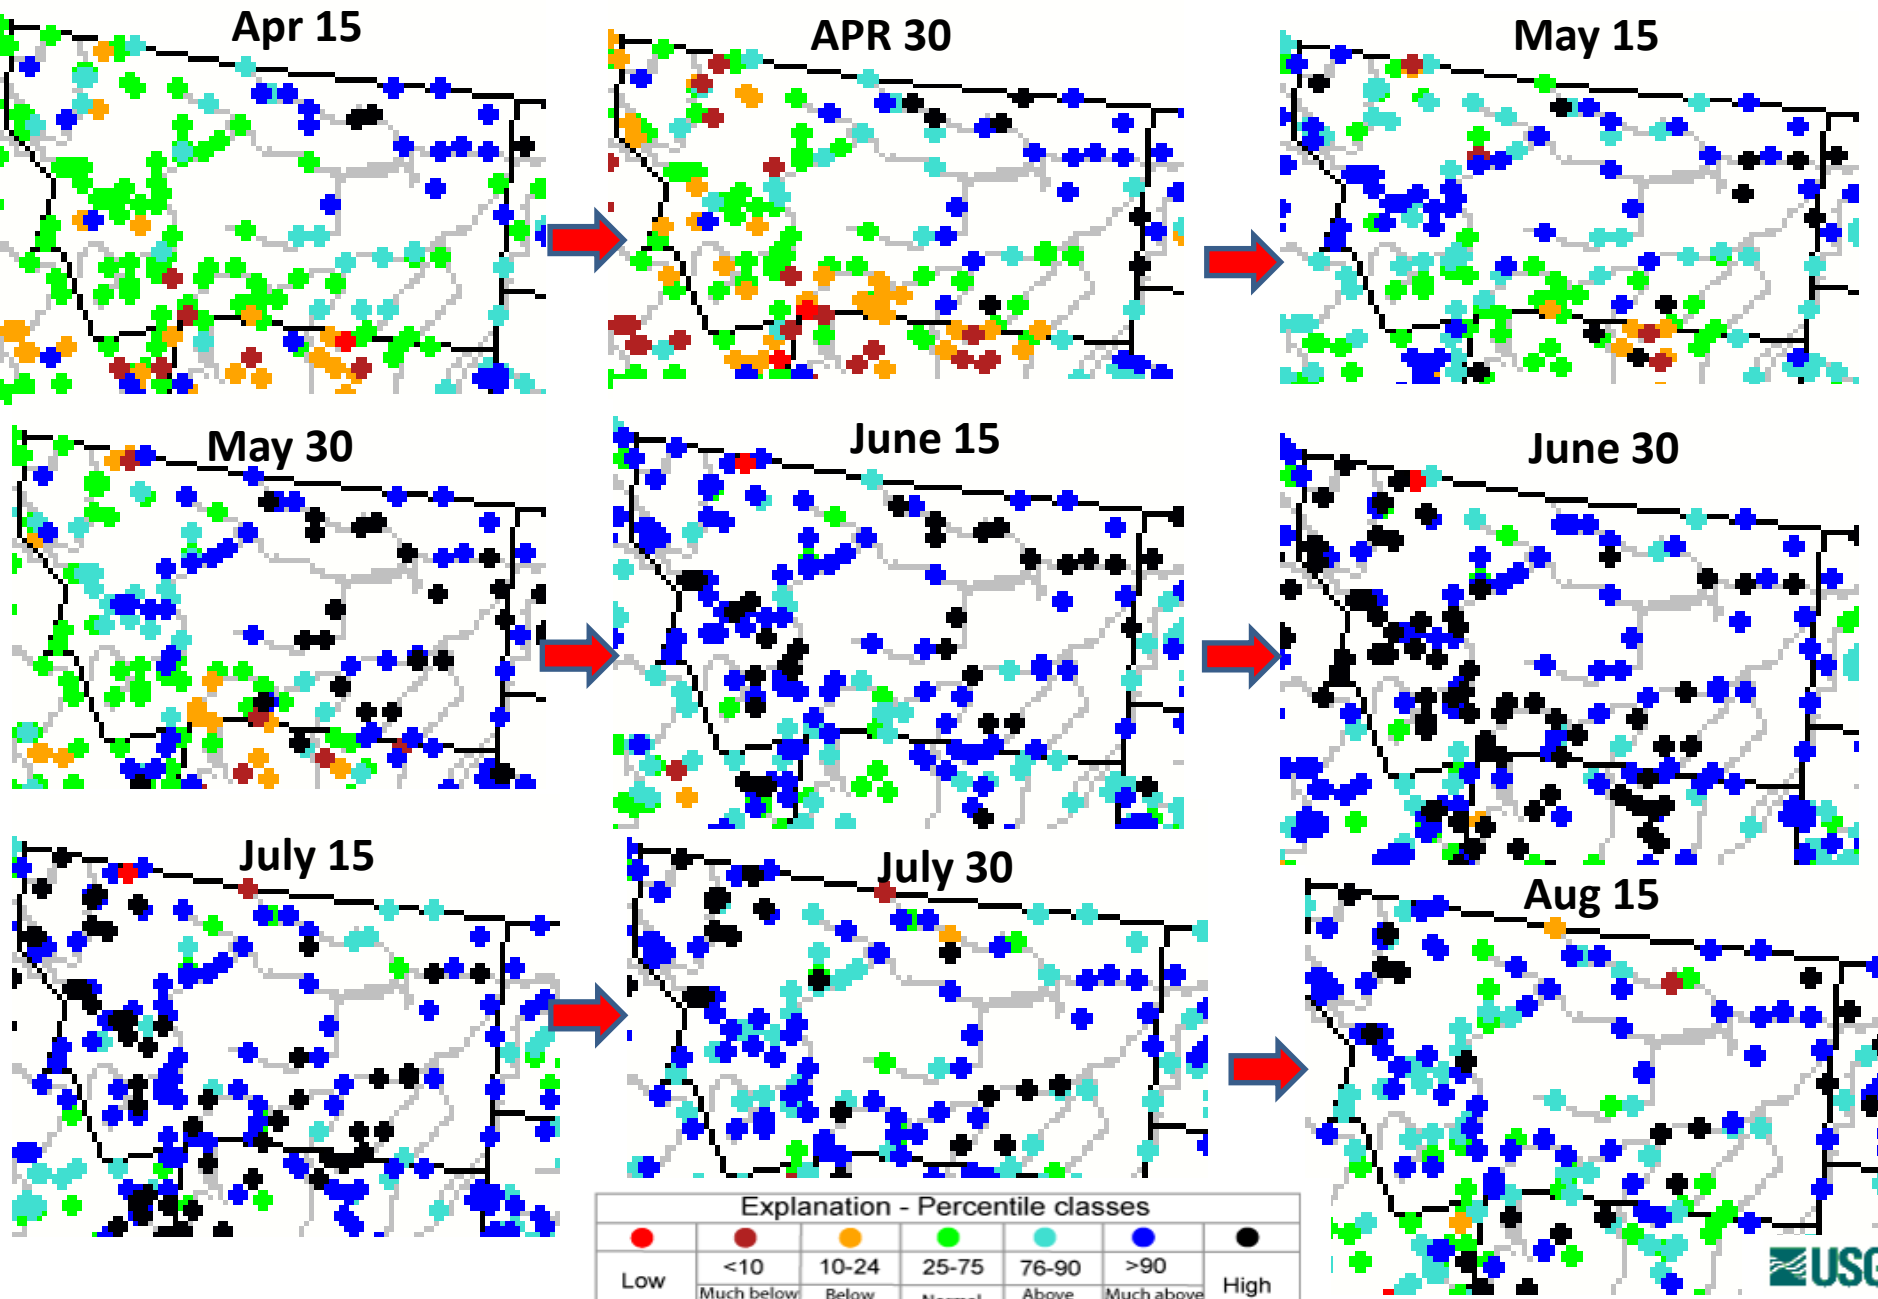 Apr 15
APR 30
May 15
May 30
June 15
June 30
July 15
July 30
Aug 15
Explanation - Percentile classes
Low
<10
10-24
25-75
76-90
>90
High
Much below
Below
Normal
Above
Much above
USG